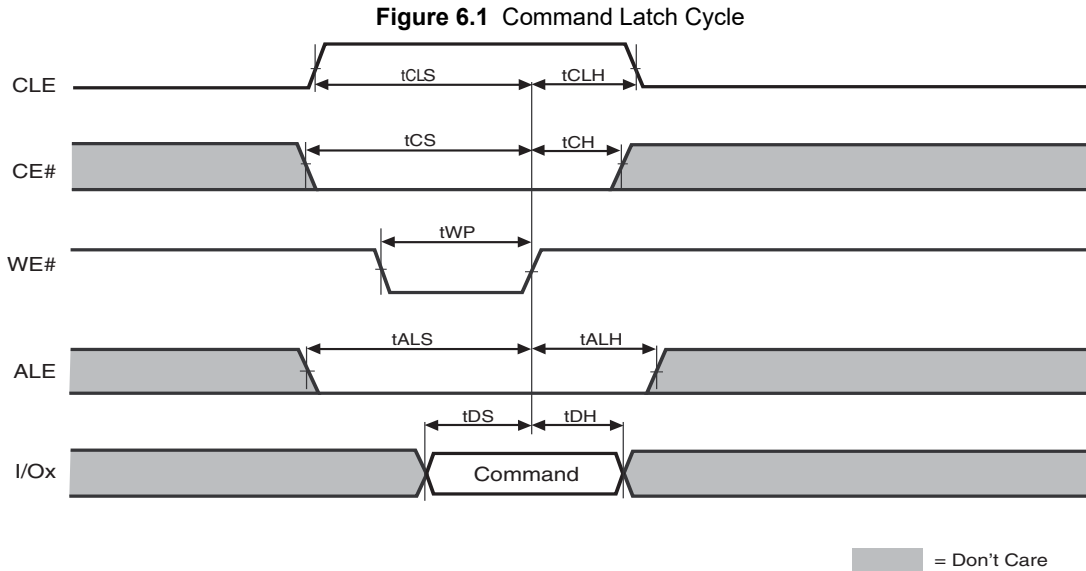 Figure 6.1 Command Latch Cycle
CLE
tCLS
tCLH
CE#
tCS
tCH
WE#
tWP
ALE
tALS
tALH
I/Ox
tDS
tDH
Command
= Don't Care